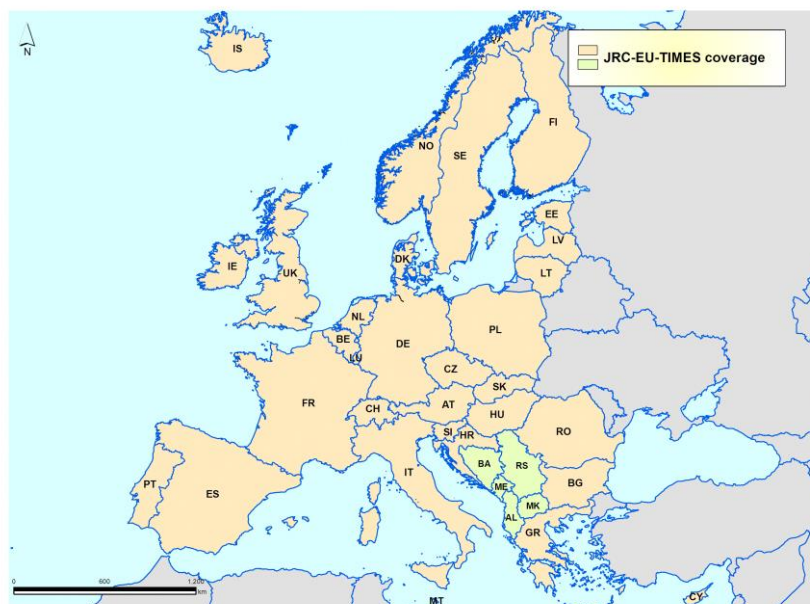 IS
JRC-EU-TIMES coverage
N
FI
NO
SE
EE
LV
DK
IE
LT
UK
NL
PL
BE
DE
LU
CZ
SK
FR
AT
CH
HU
SI
HR
RO
BA
RS
IT
PT
ME
BG
ES
MK
AL
GR
0 600 1.200
km
CY
MT